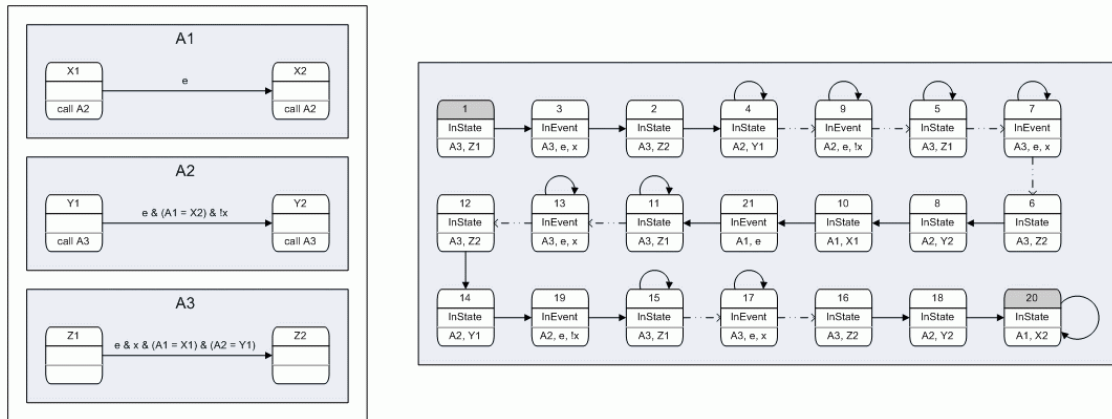 A1
X1
X2
e
call A2
call A2
A2
Y1
Y2
e & (A1 = X2) & !x
call A3
call A3
A3
Z1
Z2
e & x & (A1 = X1) & (A2 = Y1)
1
InState
A3, Z1
3
InEvent
A3, e, x
2
InState
A3, Z2
4
InState
A2, Y1
9
InEvent
A2, e, !x
5
InState
A3, Z1
7
InEvent
A3, e, x
12
InState
A3, Z2
13
InEvent
A3, e, x
11
InState
A3, Z1
21
InEvent
A1, e
10
InState
A1, X1
8
InState
A2, Y2
6
InState
A3, Z2
14
InState
A2, Y1
19
InEvent
A2, e, !x
15
InState
A3, Z1
17
InEvent
A3, e, x
16
InState
A3, Z2
18
InState
A2, Y2
20
InState
A1, X2